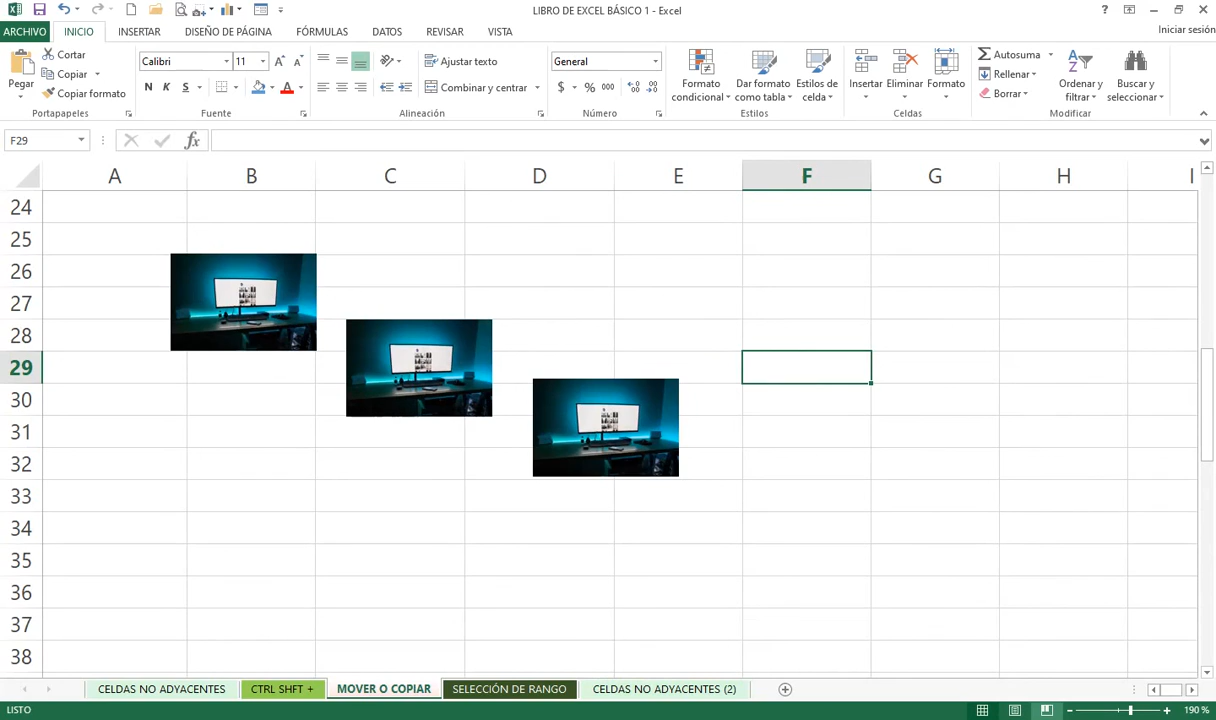 LIBRO DE EXCEL BÁSICO 1 - Excel
?
ARCHIVO INICIO INSERTAR DISEÑO DE PÁGINA FÓRMULAS DATOS REVISAR VISTA Iniciar sesión
Pegar
Cortar
Copiar
Copiar formato
Portapapeles
Calibri 11
N K S
Fuente
Ajustar texto
Combinar y centrar
Alineación
General
$ % 000
Número
Formato condicional
Dar formato como tabla
Estilos de celda
Estilos
Insertar Eliminar Formato
Celdas
Autosuma
Rellenar
Borrar
Ordenar y filtrar
Buscar y seleccionar
Modificar
F29
fx
A B C D E F G H I
24
25
26
27
28
29
30
31
32
33
34
35
36
37
38
CELDAS NO ADYACENTES CTRL SHFT + MOVER O COPIAR SELECCIÓN DE RANGO CELDAS NO ADYACENTES (2)
LISTO 190 %